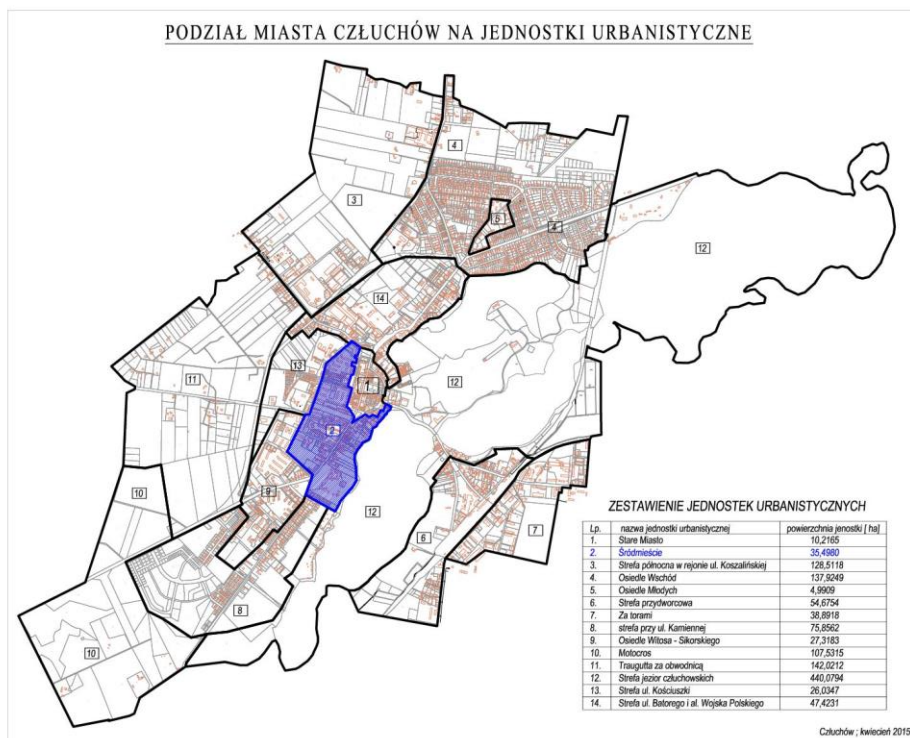 PODZIAŁ MIASTA CZŁUCHÓW NA JEDNOSTKI URBANISTYCZNE
4
3
5
4
12
14
13
1
12
11
2
10
9
12
6
7
8
10
ZESTAWIENIE JEDNOSTEK URBANISTYCZNYCH
Lp. nazwa jednostki urbanistycznej powierzchnia jenostki [ ha]
1. Stare Miasto 10,2165
2. Śródmieście 35,4980
3. Strefa północna w rejonie ul. Koszalińskiej 128,5118
4. Osiedle Wschód 137,9249
5. Osiedle Młodych 4,9909
6. Strefa przydworcowa 54,6754
7. Za torami 38,8918
8. strefa przy ul. Kamiennej 75,8562
9. Osiedle Witosa - Sikorskiego 27,3183
10. Motocros 107,5315
11. Traugutta za obwodnicą 142,0212
12. Strefa jezior człuchowskich 440,0794
13. Strefa ul. Kościuszki 26,0347
14. Strefa ul. Batorego i al. Wojska Polskiego 47,4231
Człuchów ; kwiecień 2015